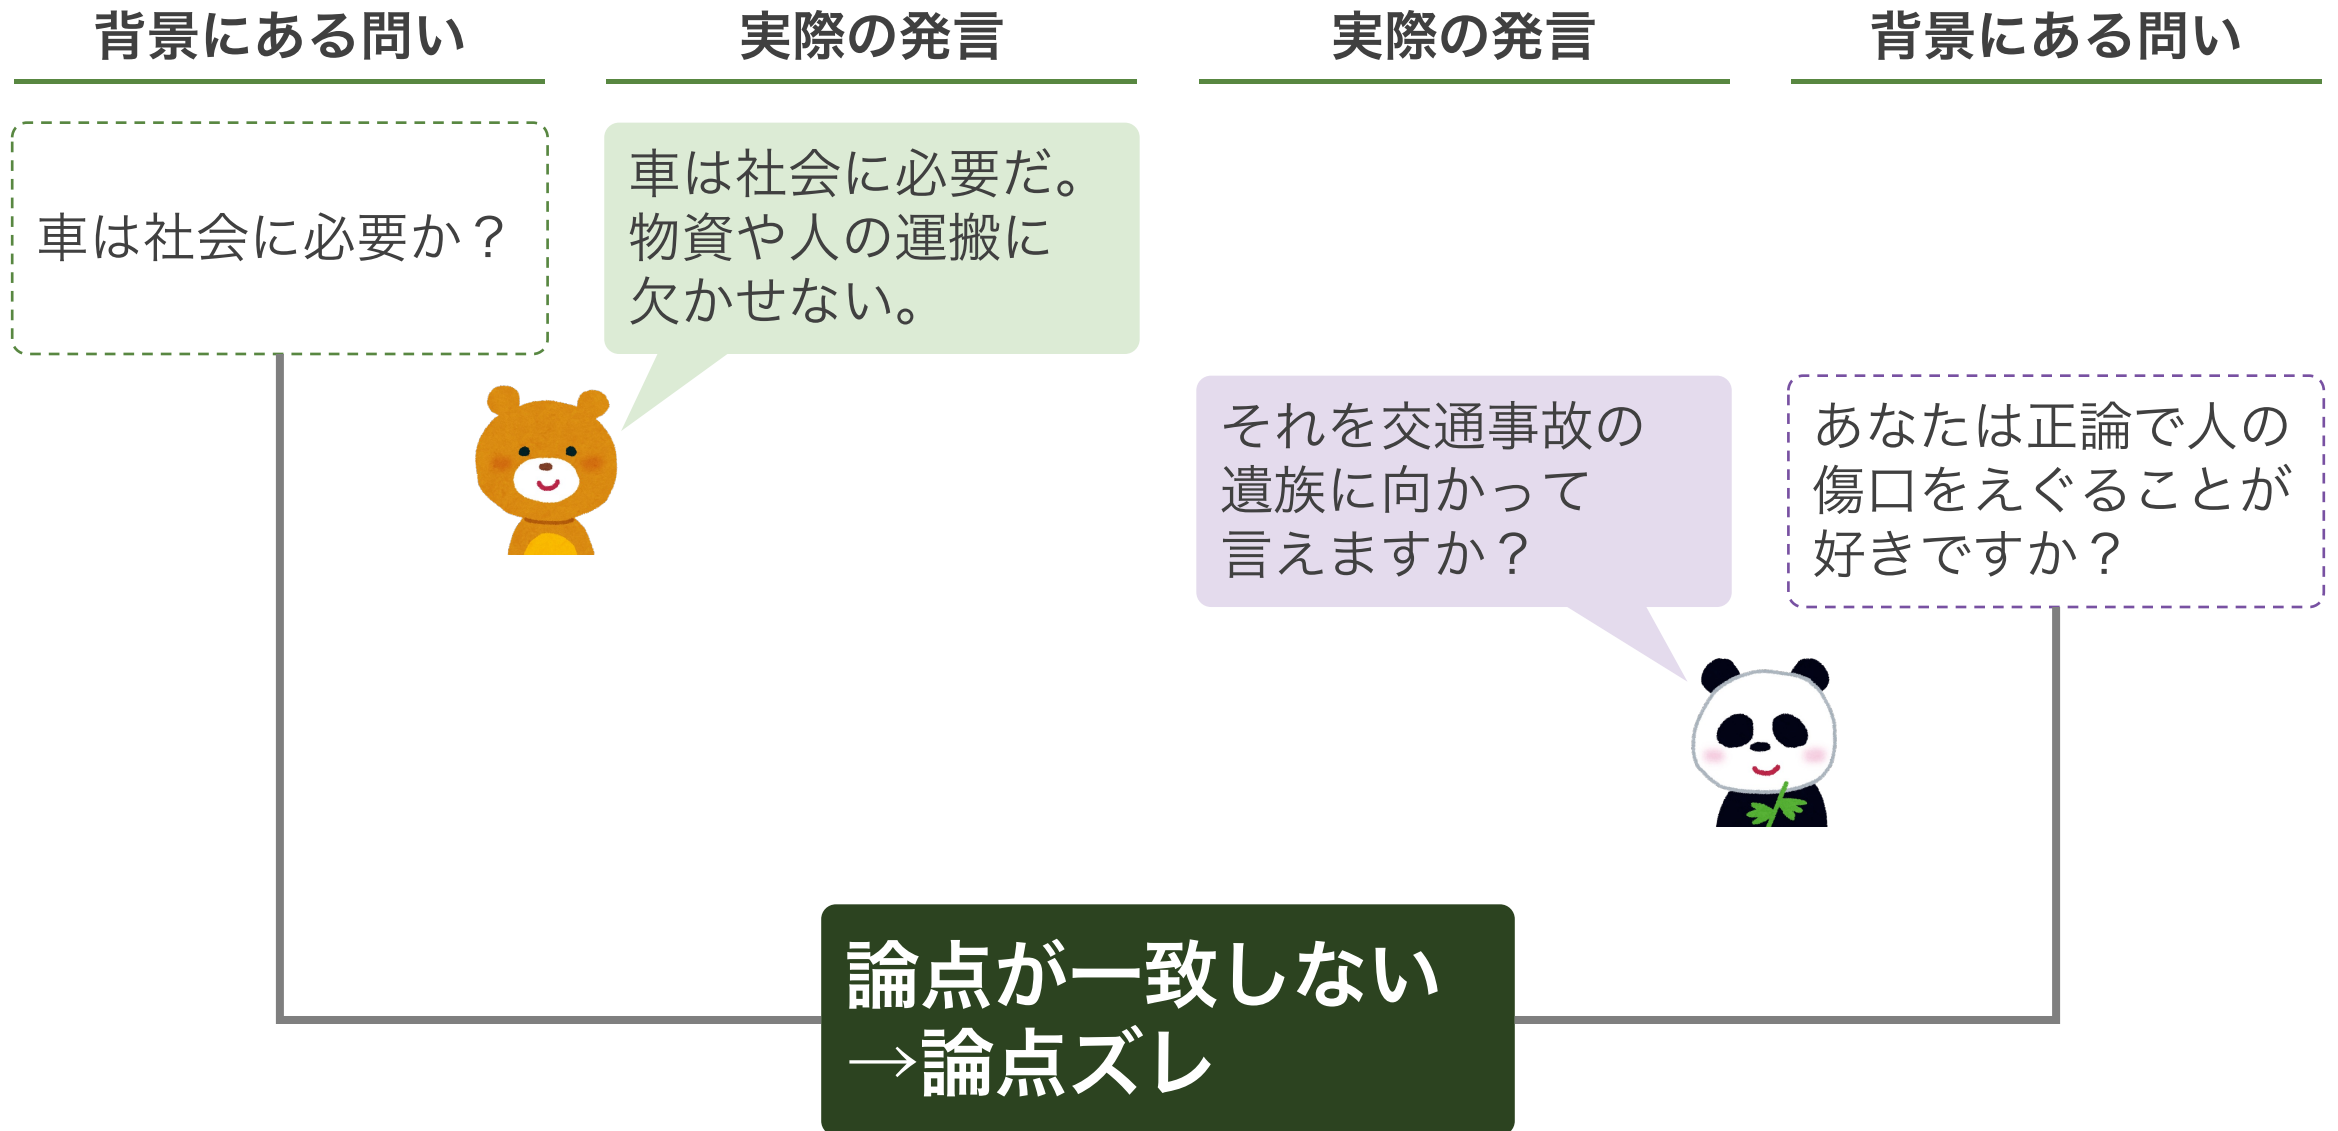 背景にある問い
実際の発言
実際の発言
背景にある問い
車は社会に必要か？
車は社会に必要だ。
物資や人の運搬に
欠かせない。
それを交通事故の
遺族に向かって
言えますか？
あなたは正論で人の
傷口をえぐることが
好きですか？
論点が一致しない
→論点ズレ